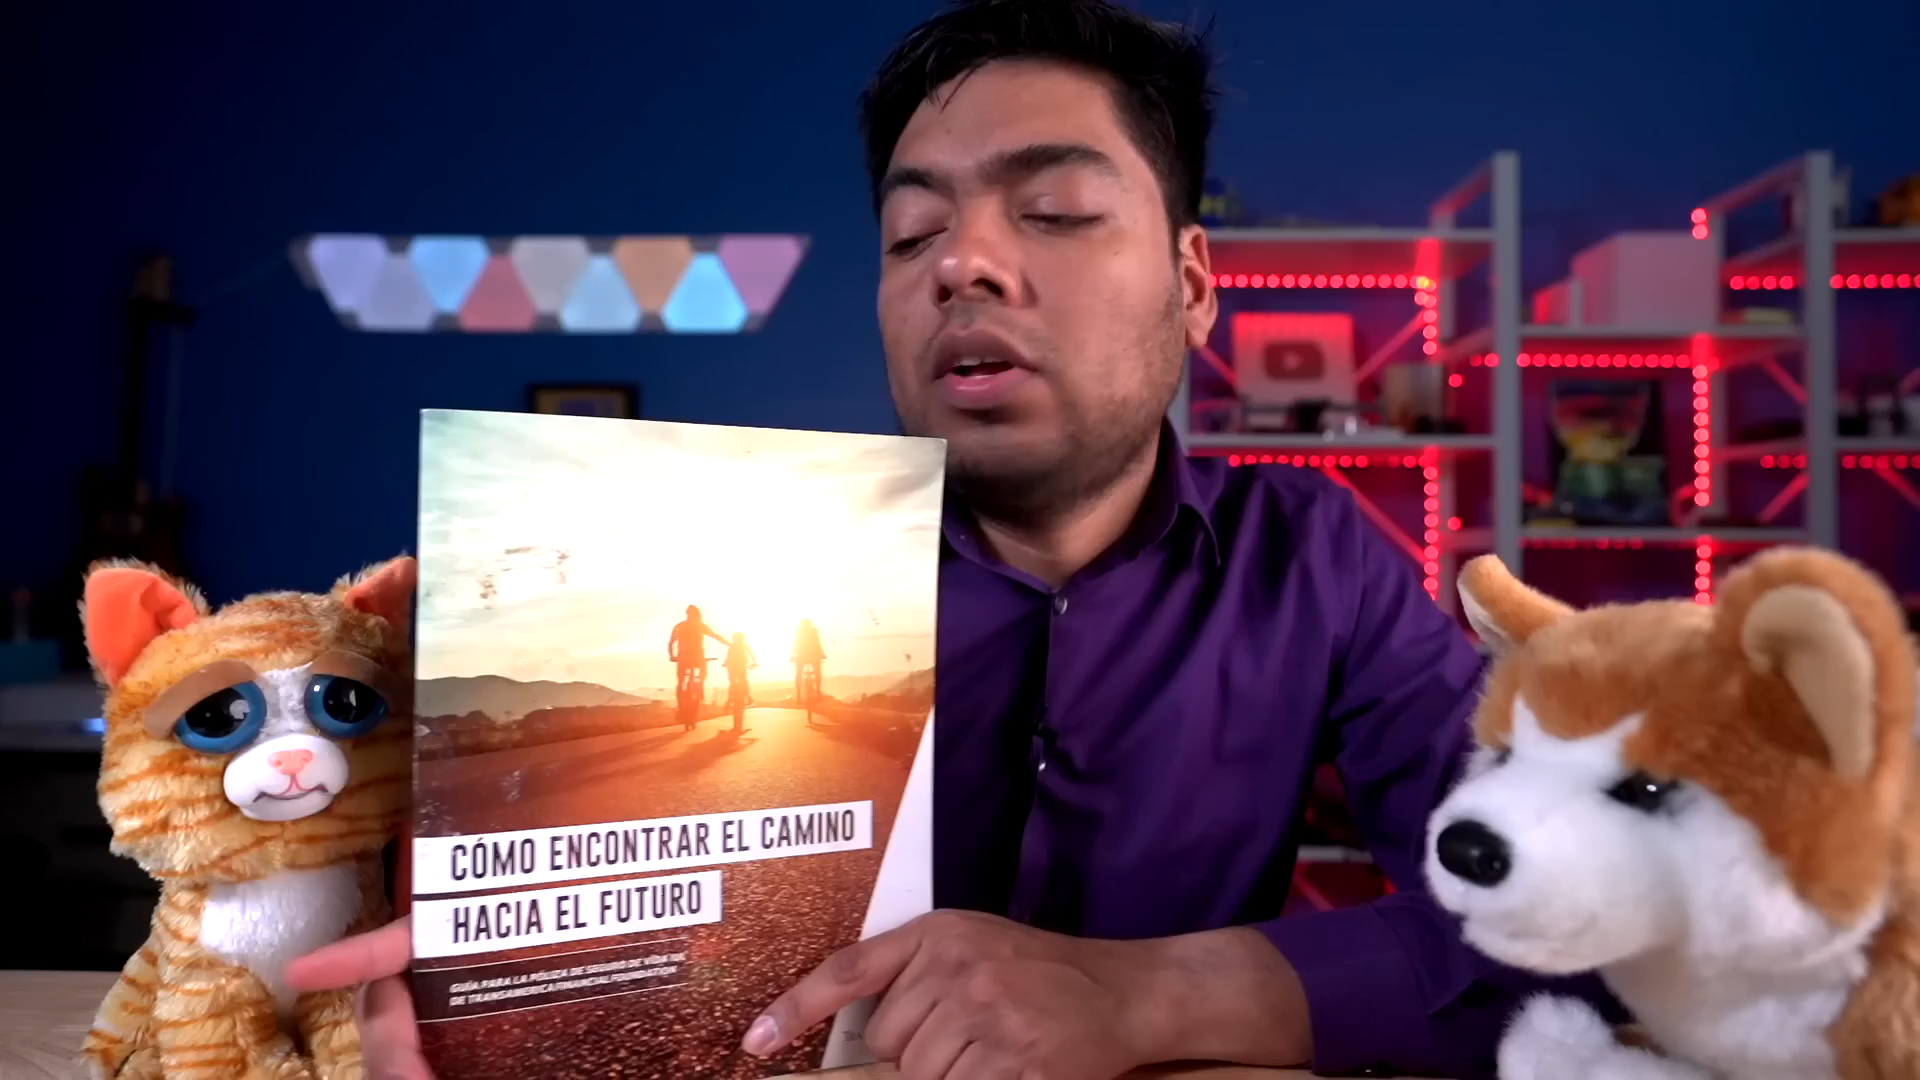 CÓMO ENCONTRAR EL CAMINO
HACIA EL FUTURO
GUÍA PARA LA PÓLIZA DE SEGURO DE VIDA IUL
DE TRANSAMERICA FINANCIAL FOUNDATION